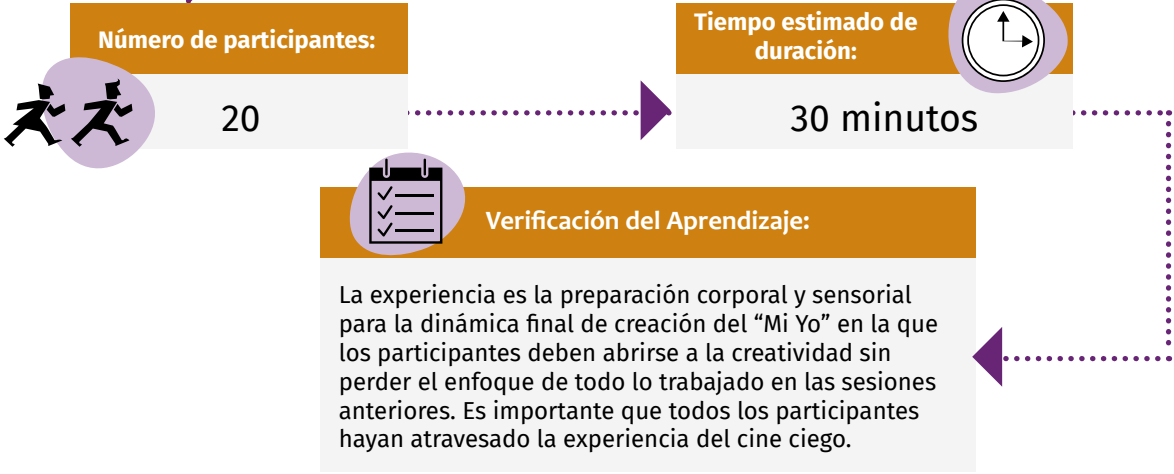 Número de participantes:
20
Tiempo estimado de
duración:
30 minutos
Verificación del Aprendizaje:
La experiencia es la preparación corporal y sensorial
para la dinámica final de creación del “Mi Yo” en la que
los participantes deben abrirse a la creatividad sin
perder el enfoque de todo lo trabajado en las sesiones
anteriores. Es importante que todos los participantes
hayan atravesado la experiencia del cine ciego.